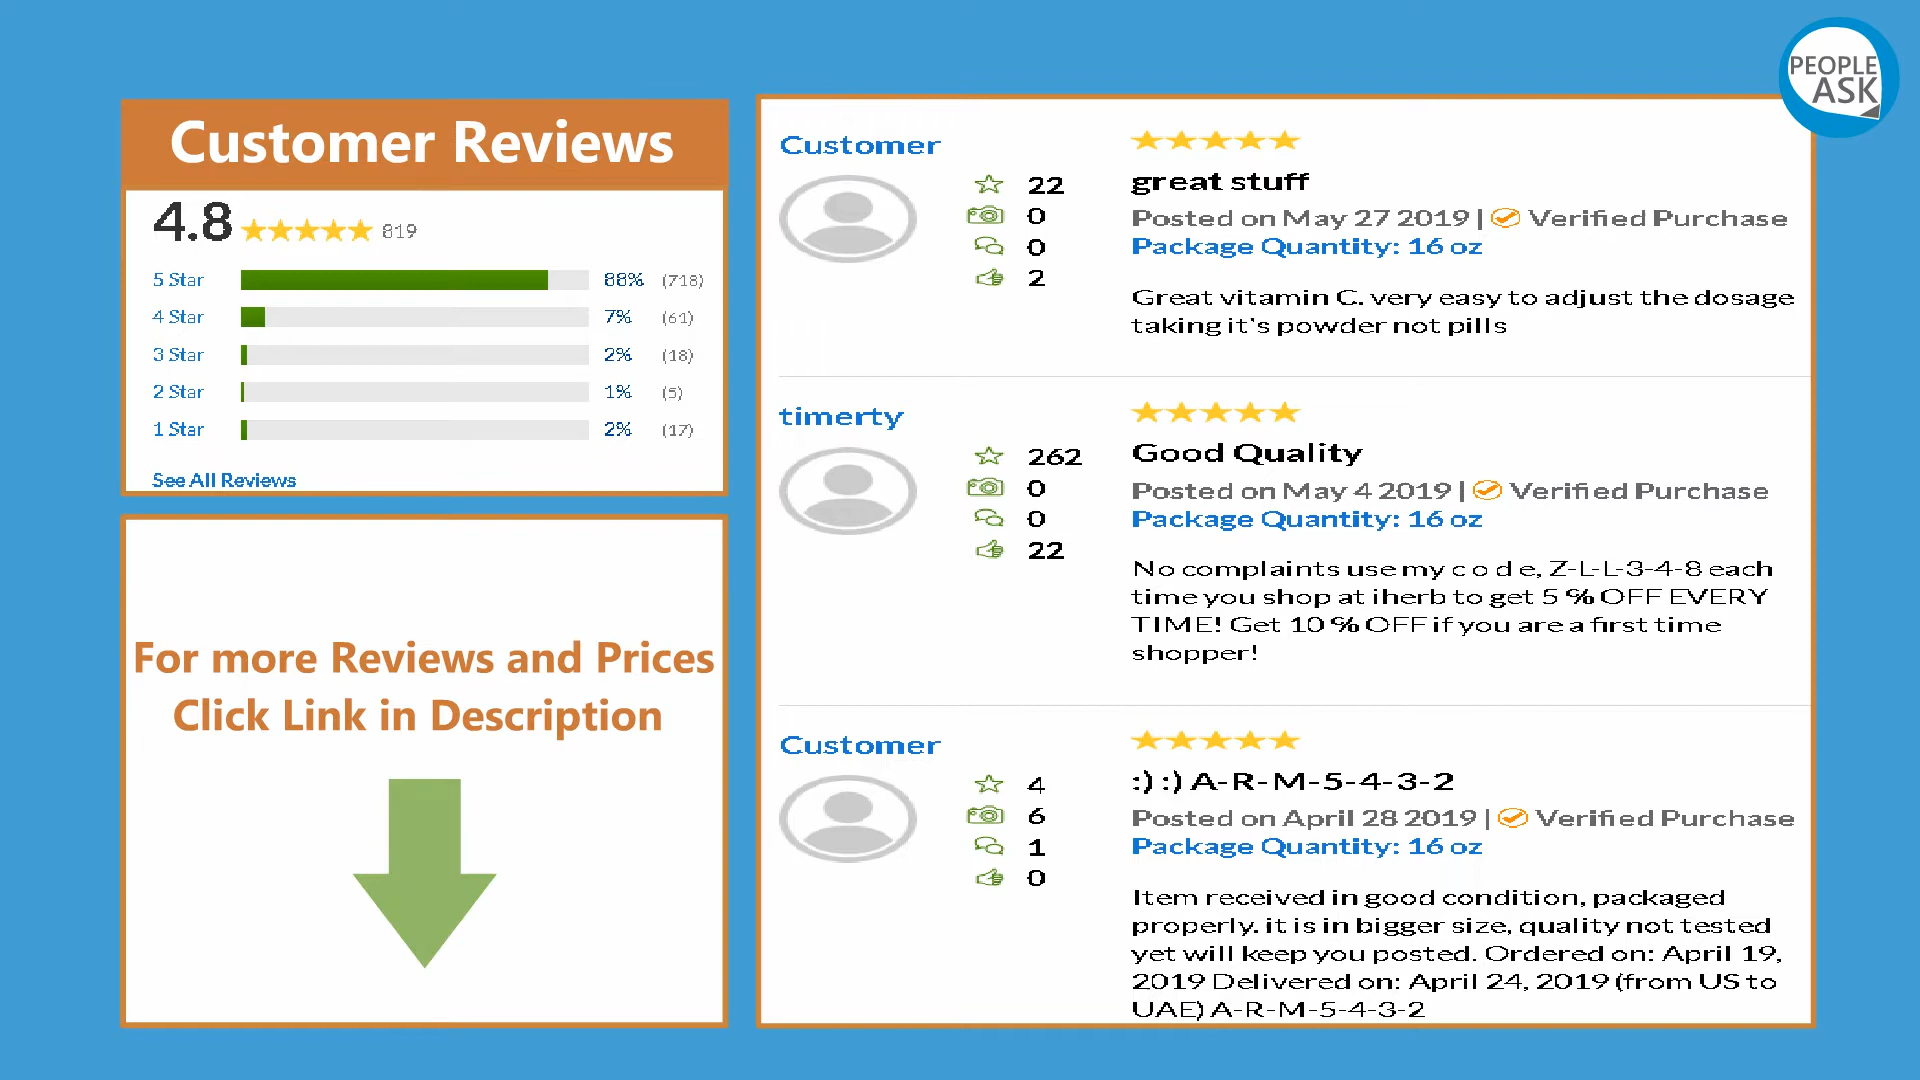 PEOPLE
ASK
Customer Reviews
4.8 819
5 Star 88% (718)
4 Star 7% (61)
3 Star 2% (18)
2 Star 1% (5)
1 Star 2% (17)
See All Reviews
For more Reviews and Prices
Click Link in Description
Customer
22
0
0
2
great stuff
Posted on May 27 2019 | Verified Purchase
Package Quantity: 16 oz
Great vitamin C. very easy to adjust the dosage
taking it's powder not pills
timerty
262
0
0
22
Good Quality
Posted on May 4 2019 | Verified Purchase
Package Quantity: 16 oz
No complaints use my c o d e, Z-L-L-3-4-8 each
time you shop at iherb to get 5 % OFF EVERY
TIME! Get 10 % OFF if you are a first time
shopper!
Customer
4
6
1
0
:) :) A-R-M-5-4-3-2
Posted on April 28 2019 | Verified Purchase
Package Quantity: 16 oz
Item received in good condition, packaged
properly. it is in bigger size, quality not tested
yet will keep you posted. Ordered on: April 19,
2019 Delivered on: April 24, 2019 (from US to
UAE) A-R-M-5-4-3-2